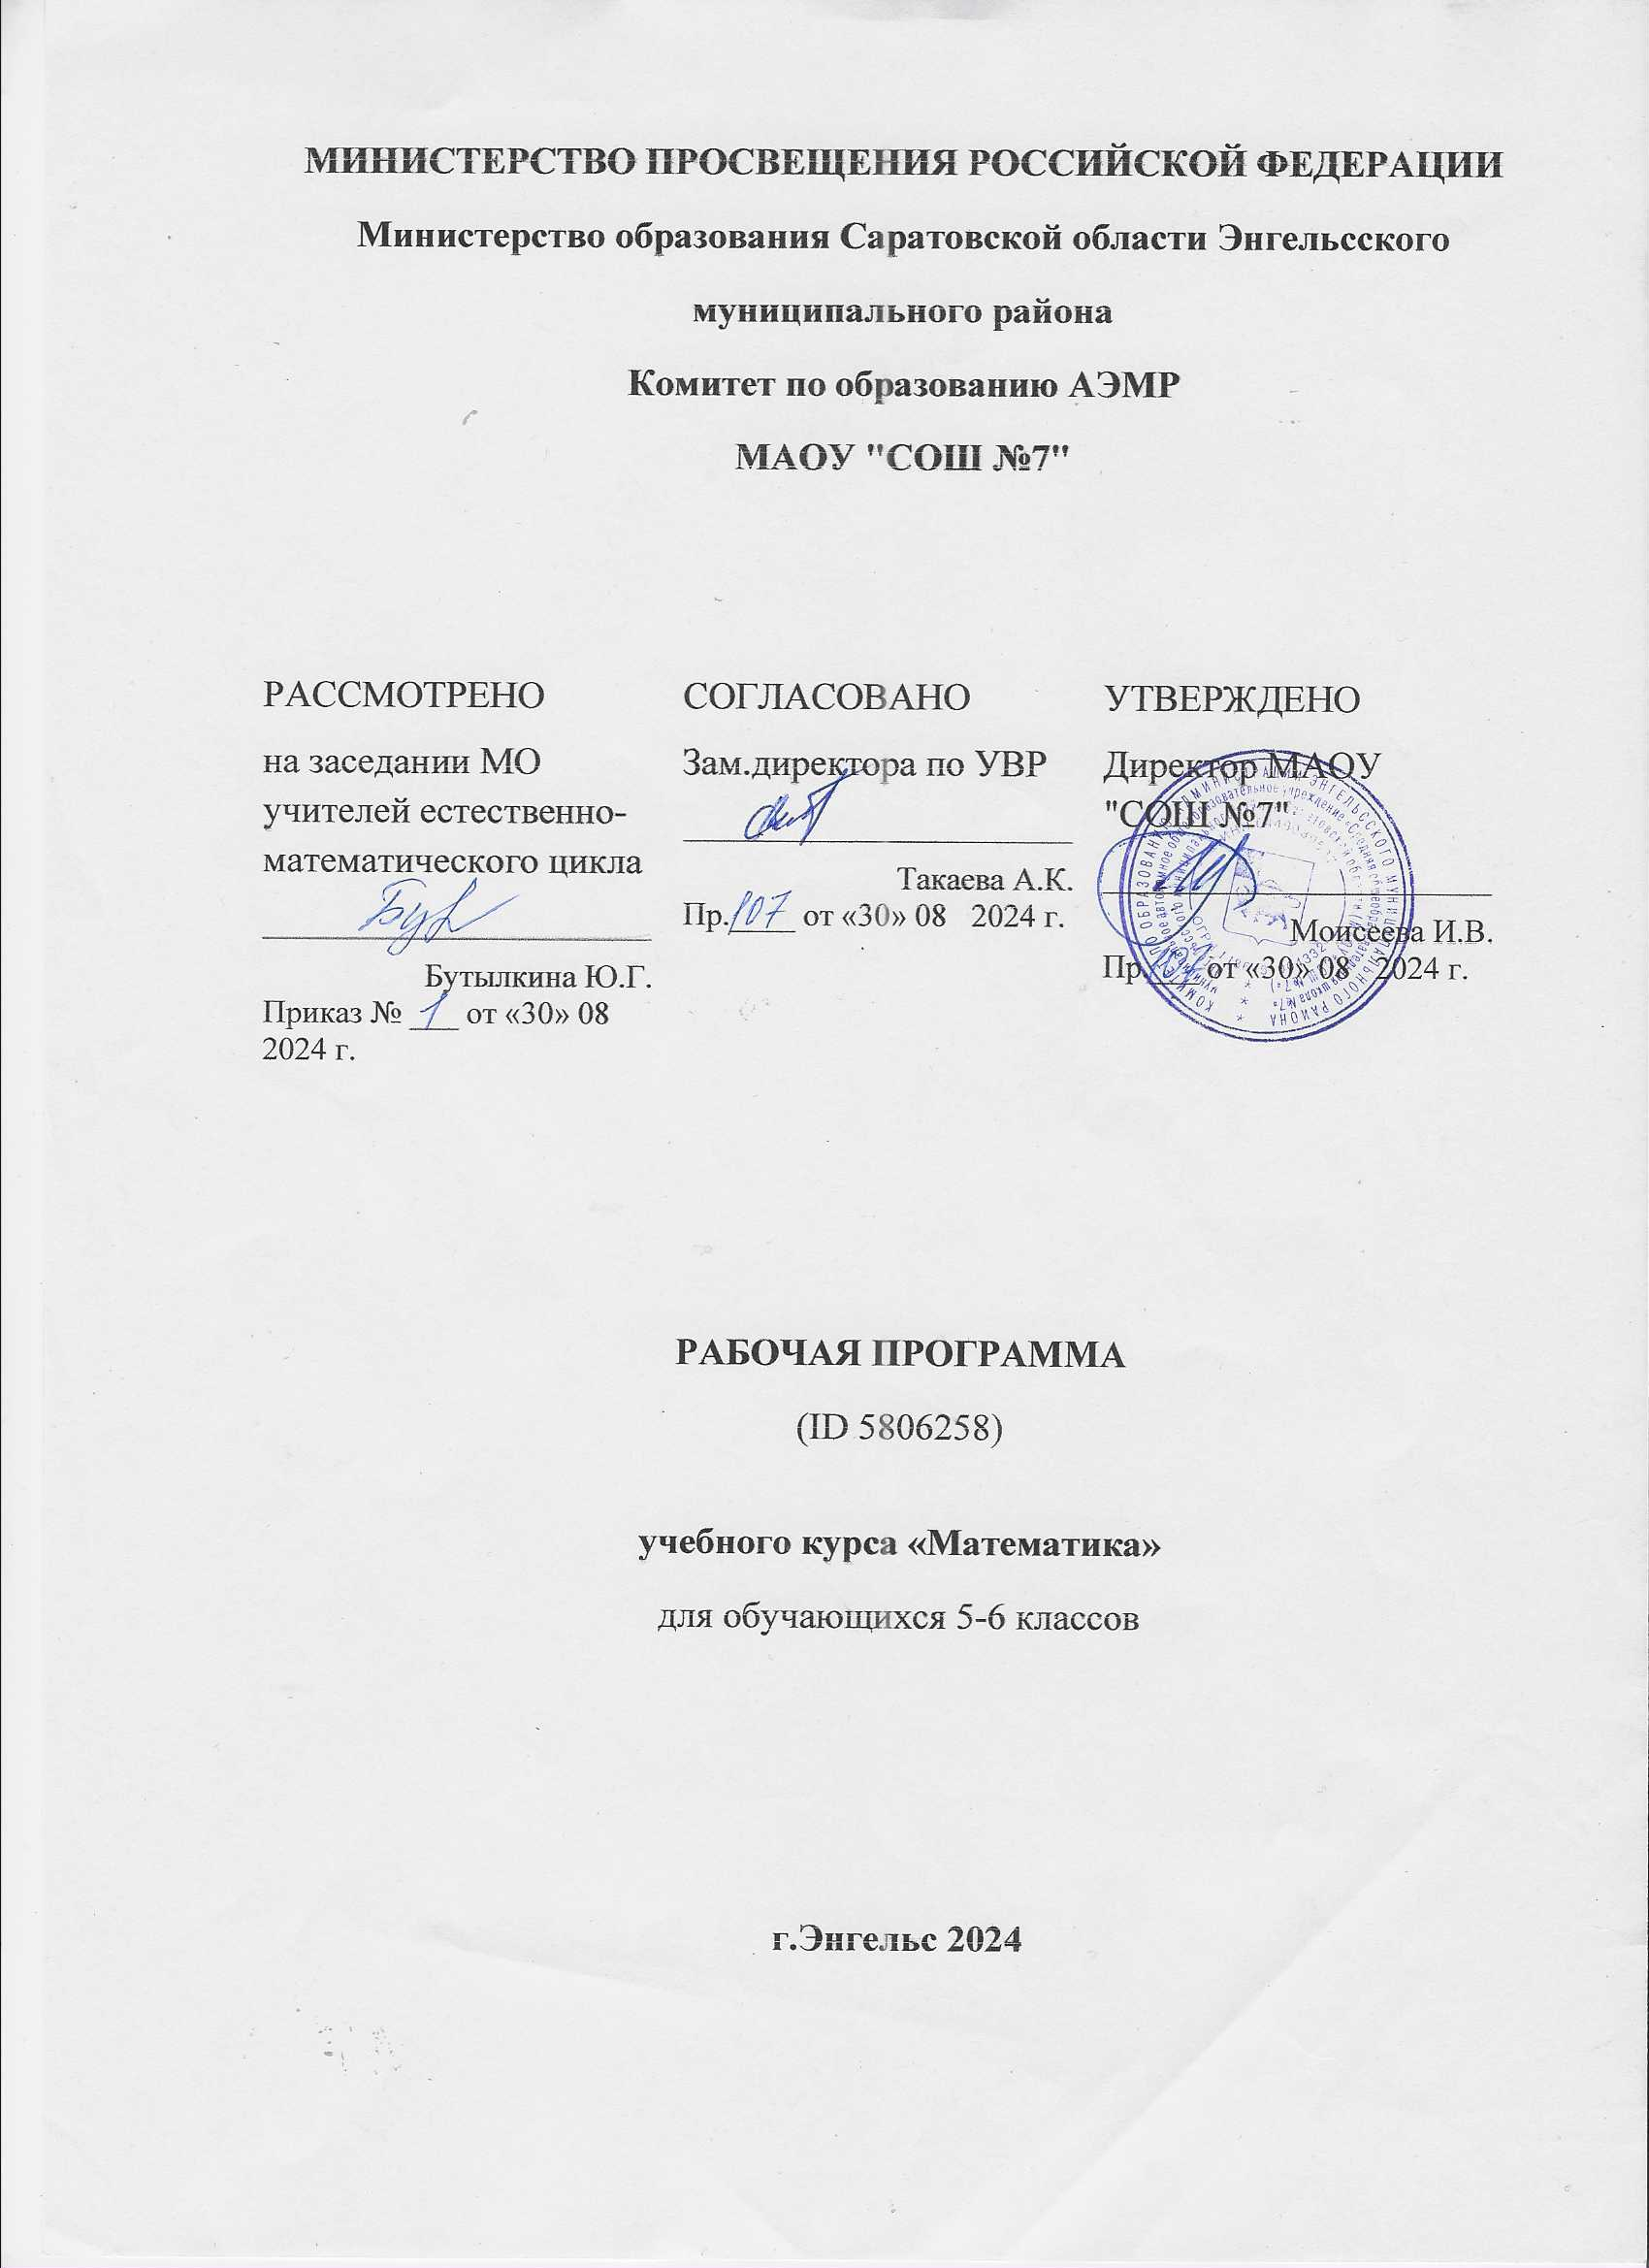 МИНИСТЕРСТВО ПРОСВЕЩЕНИЯ РОССИЙСКОЙ ФЕДЕРАЦИИ
Министерство образования Саратовской области Энгельсского
муниципального района
Комитет по образованию АЭМР
МАОУ "СОШ №7"
РАССМОТРЕНО
на заседании МО
учителей естественно-
математического цикла
Бутылкина Ю.Г.
Приказ № 1 от «30» 08
2024 г.
СОГЛАСОВАНО
Зам.директора по УВР
Такаева А.К.
Пр.107 от «30» 08 2024 г.
УТВЕРЖДЕНО
Директор МАОУ
"СОШ №7"
Моисеева И.В.
Пр. от «30» 08 2024 г.
РАБОЧАЯ ПРОГРАММА
(ID 5806258)
учебного курса «Математика»
для обучающихся 5-6 классов
г.Энгельс 2024